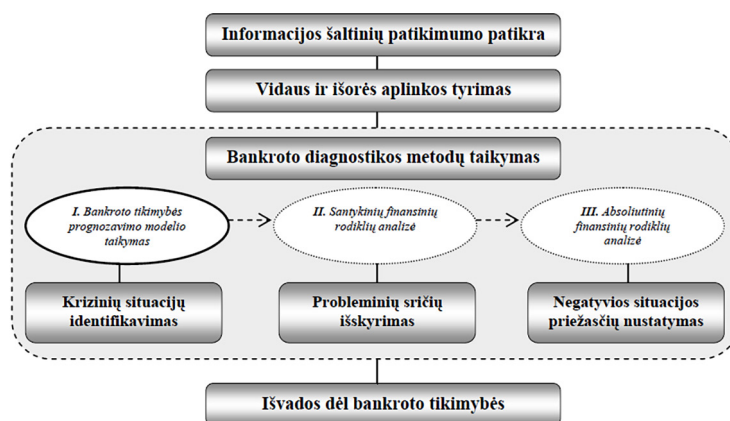 Informacijos šaltinių patikimumo patikra
Vidaus ir išorės aplinkos tyrimas
Bankroto diagnostikos metodų taikymas
I. Bankroto tikimybės
prognozavimo modelio
taikymas
II. Santykinių finansinių
rodiklių analizė
III. Absoliutinių
finansinių rodiklių
analizė
Krizinių situacijų
identifikavimas
Probleminių sričių
išskyrimas
Negatyvios situacijos
priežasčių nustatymas
Išvados dėl bankroto tikimybės